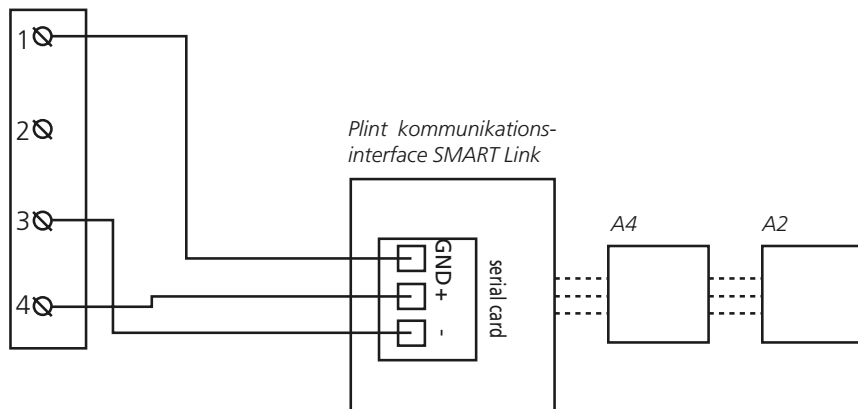 1
2
3
4
Plint kommunikations-
interface SMART Link
GND
+
-
serial card
A4
A2